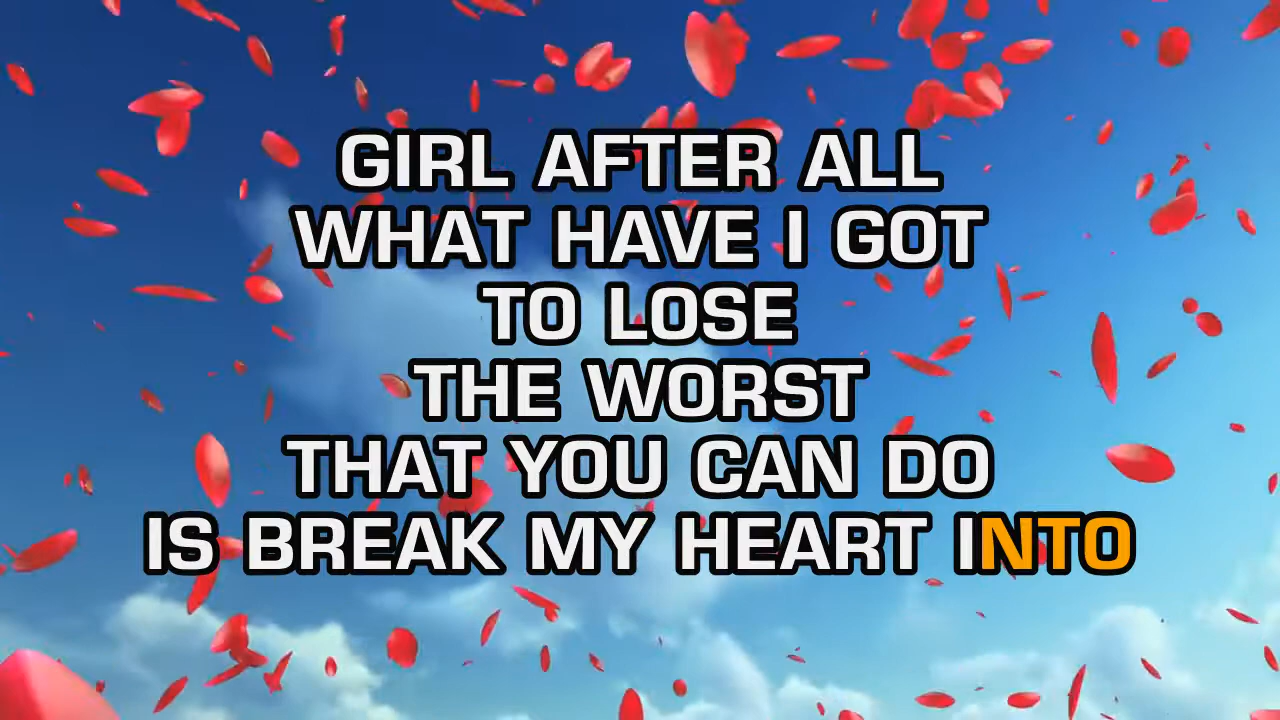 GIRL AFTER ALL
WHAT HAVE I GOT
TO LOSE
THE WORST
THAT YOU CAN DO
IS BREAK MY HEART INTO